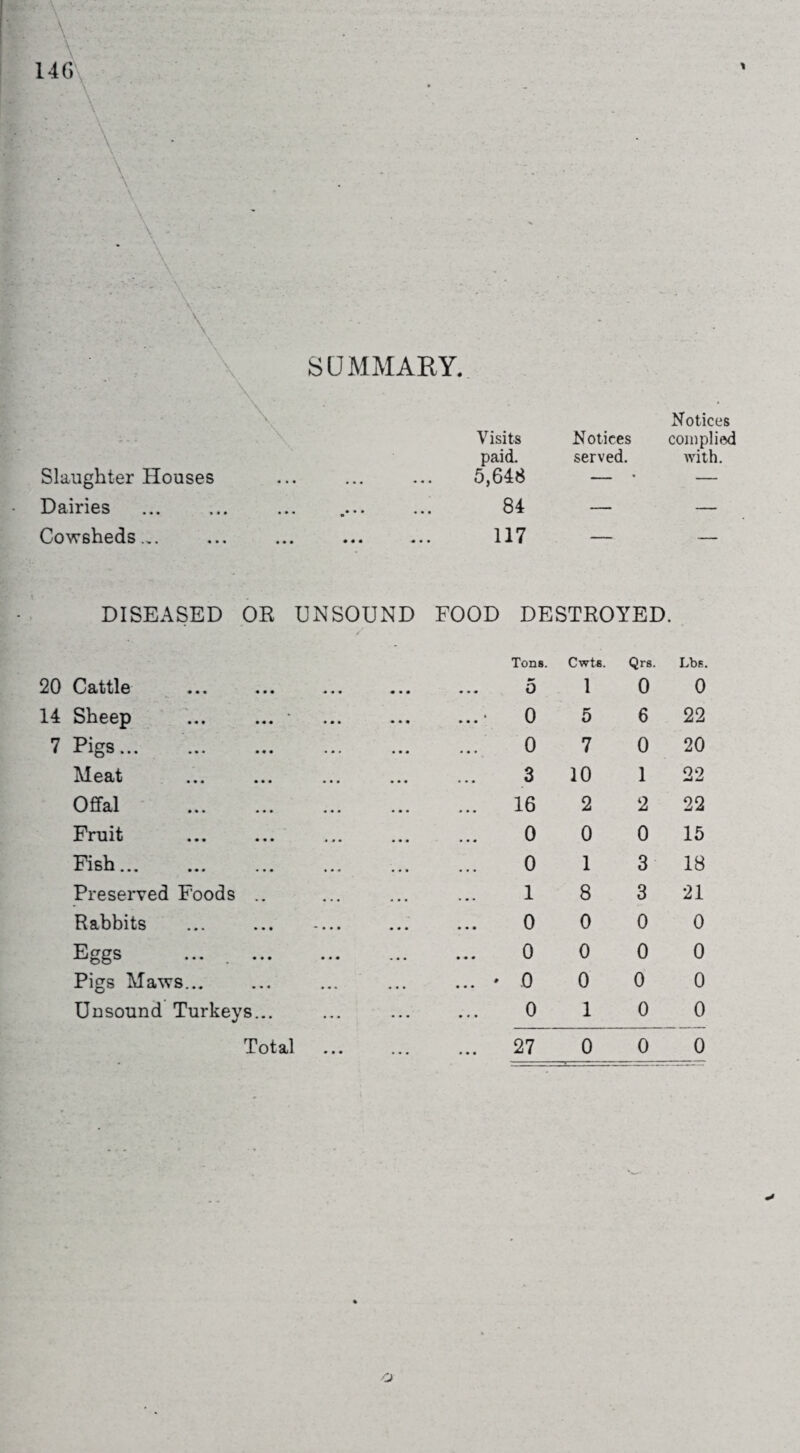 146
SUMMARY.
Notices
Visits Notices complied
paid. served. with.
Slaughter Houses ... ... ... 5,648 — —
Dairies ... ... ... ... ... 84 — —
Cowsheds... ... ... ... ... 117 — —
DISEASED OR UNSOUND FOOD DESTROYED.
Tons. Cwts. Qrs. Lbs.
20 Cattle ... ... ... ... ... 5 1 0 0
14 Sheep ... ... ... ... ... 0 5 6 22
7 Pigs... ... ... ... ... ... 0 7 0 20
Meat ... ... ... ... ... 3 10 1 22
Offal ... ... ... ... ... 16 2 2 22
Fruit ... ... ... ... ... 0 0 0 15
Fish... ... ... ... ... ... 0 1 3 18
Preserved Foods .. ... ... ... 1 8 3 21
Rabbits ... ... ... ... ... 0 0 0 0
Eggs ... ... ... ... ... 0 0 0 0
Pigs Maws... ... ... ... ... 0 0 0 0
Unsound Turkeys... ... ... ... 0 1 0 0
Total ... ... ... 27 0 0 0